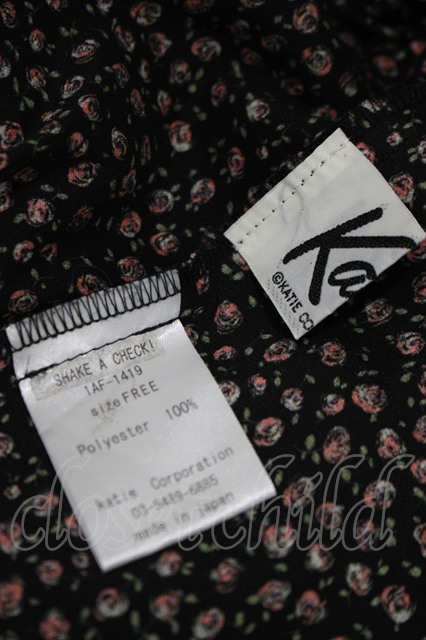 Ka
©KATIE CO
SHAKE A CHECK!
1AF-1419
size FREE
Polyester 100%
Katie Corporation
03-5489-6885
made in japan
closet child